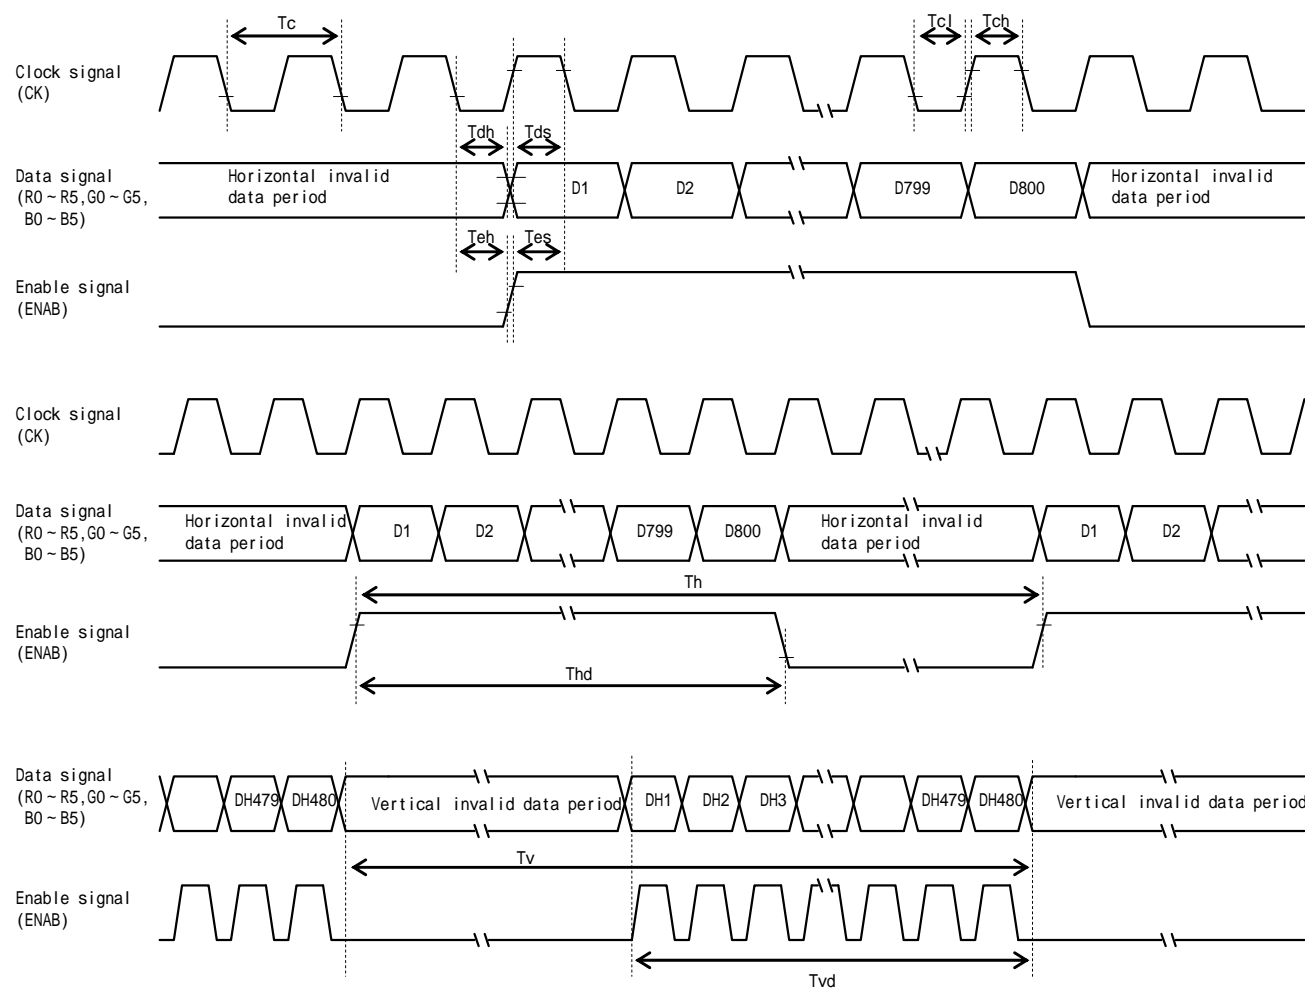 Tc
Tcl
Tch
Clock signal
(CK)
Tdh
Tds
Data signal
(R0~R5,G0~G5,
B0~B5)
Horizontal invalid
data period
D1
D2
D799
D800
Horizontal invalid
data period
Teh
Tes
Enable signal
(ENAB)
Clock signal
(CK)
Data signal
(R0~R5,G0~G5,
B0~B5)
Horizontal invalid
data period
D1
D2
D799
D800
Horizontal invalid
data period
D1
D2
Th
Enable signal
(ENAB)
Thd
Data signal
(R0~R5,G0~G5,
B0~B5)
DH479
DH480
Vertical invalid data period
DH1
DH2
DH3
DH479
DH480
Vertical invalid data period
Tv
Enable signal
(ENAB)
Tvd